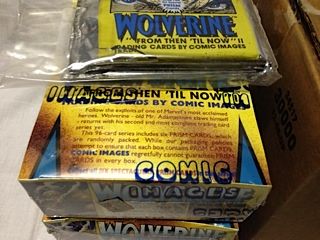 PRISM
WOLVERINE
"FROM THEN 'TIL NOW" II
TRADING CARDS BY COMIC IMAGES
FROM THEN 'TIL NOW
CARDS BY COMIC IMAGES
Follow the exploits of one of Marvel's most acclaimed
heroes. Wolverine - old Mr. Adamantium claws himself
- returns with his second and most complete trading card
series yet.
This 96-card series includes six PRISM CARDS, which
are randomly packed. While our packaging policies
attempt to ensure that each box contains PRISM CARDS,
COMIC IMAGES regretfully cannot guarantee PRISM
CARDS in every box.
COMIC
IMAGES
WOLVERINE